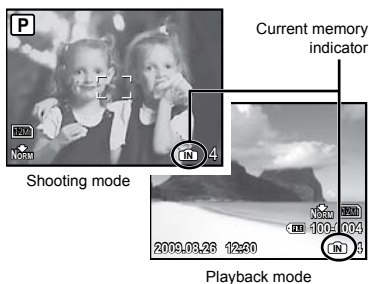 P
Current memory
indicator
12M
NORM
IN 4
Shooting mode
NORM 12M
FILE 100-0004
2009.08.26 12:30 IN 4
Playback mode